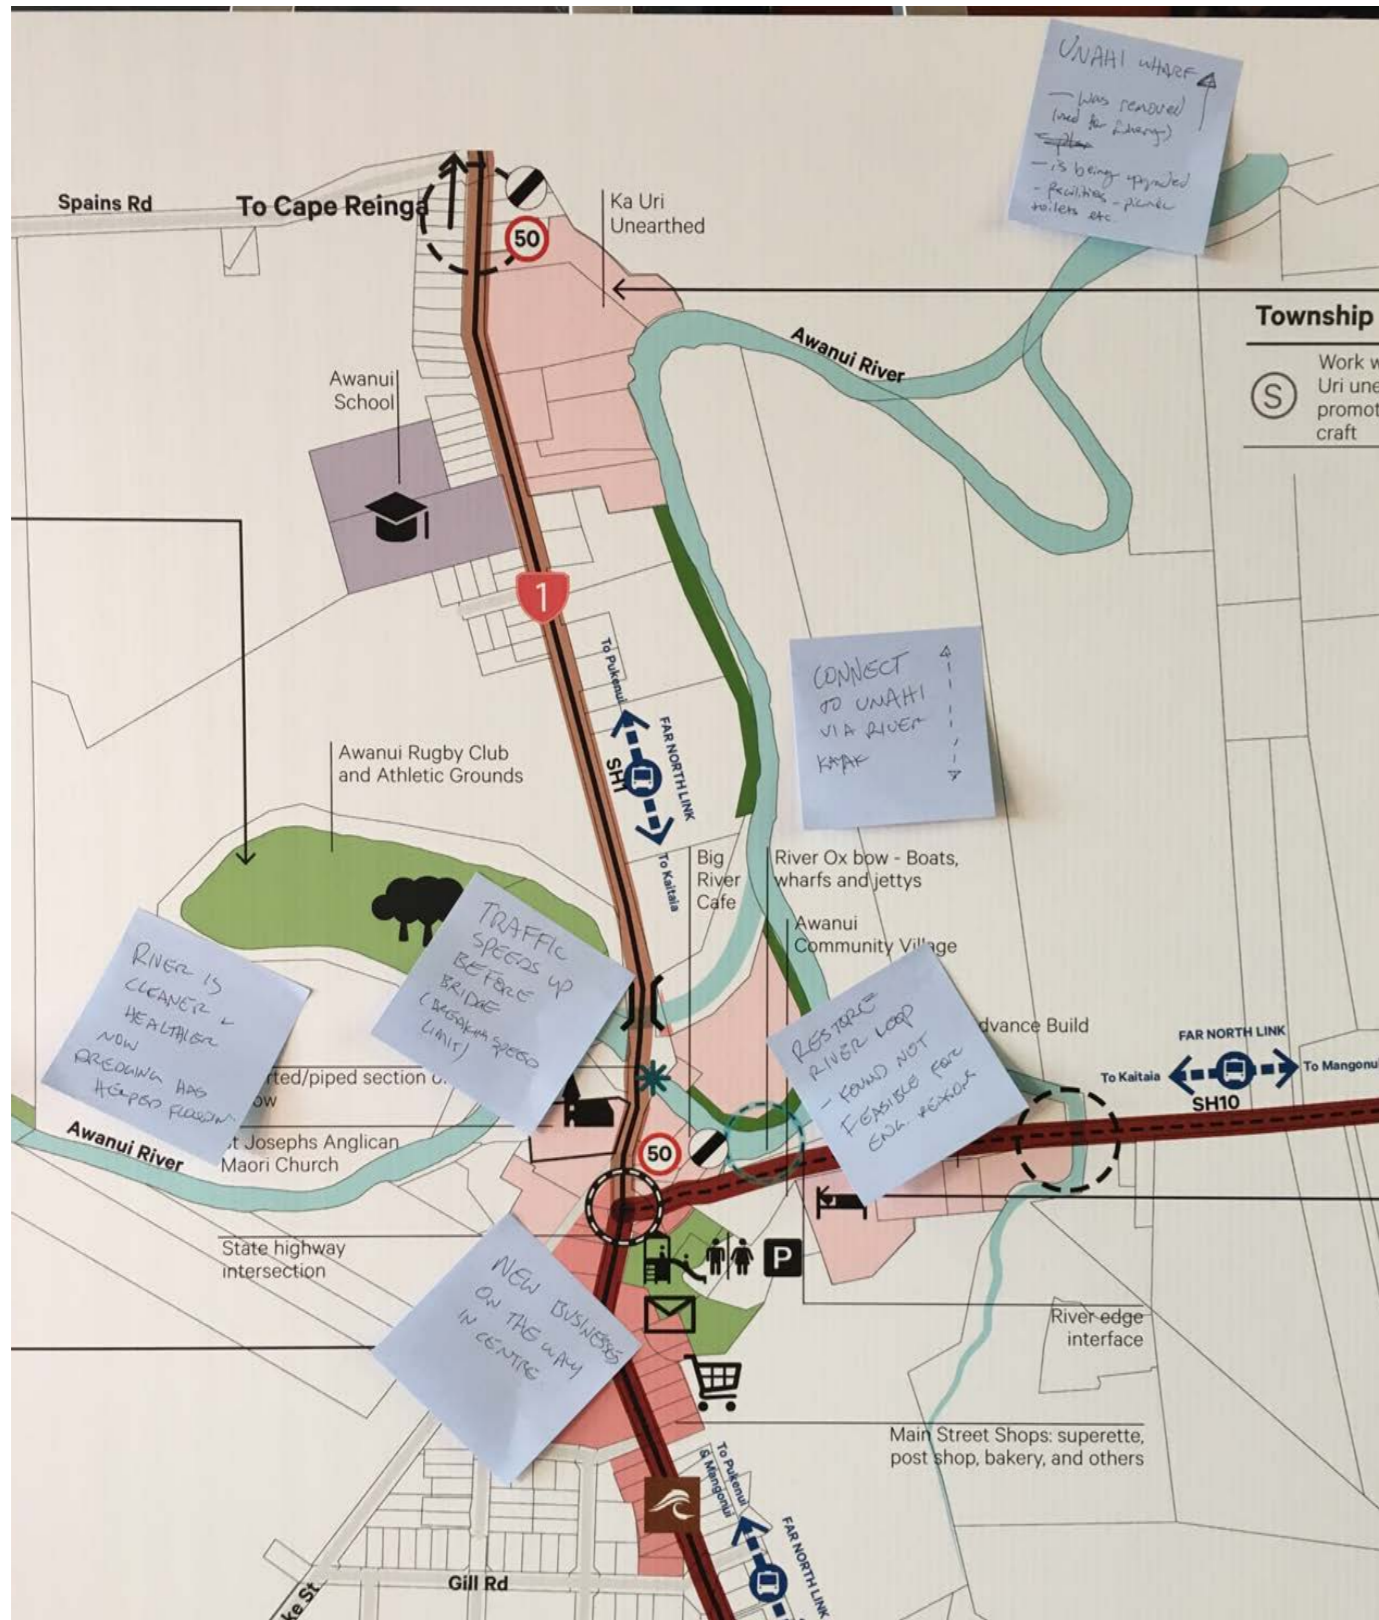 UNAHI WHARF
— was removed
(used for
— is being upgraded
- facilities - picnic
toilets etc.
Spains Rd
To Cape Reinga
50
Ka Uri
Unearthed
Township
Work w
Uri une
promot
craft
S
Awanui River
Awanui
School
1
CONNECT
TO UNAHI
VIA RIVER
KAYAK
To Pukenui
FAR NORTH LINK
SH1
To Kaitaia
Awanui Rugby Club
and Athletic Grounds
Big
River
Cafe
River Ox bow - Boats,
wharfs and jettys
Awanui
Community Village
TRAFFIC
SPEEDS UP
BEFORE
BRIDGE
(BREAKING SPEED
LIMIT)
RIVER IS
CLEANER &
HEALTHIER
NOW
DREDGING HAS
HELPED
RESTORE
RIVER LOOP
- FOUND NOT
FEASIBLE FOR
ENG. REASONS
dvance Build
FAR NORTH LINK
To Kaitaia
To Mangonui
SH10
rted/piped section o
ow
Awanui River
t Josephs Anglican
Maori Church
50
State highway
intersection
P
NEW BUSINESSES
ON THE WAY
IN CENTRE
River edge
interface
Main Street Shops: superette,
post shop, bakery, and others
To Pukenui
& Mangonui
FAR NORTH LINK
Gill Rd
ke St